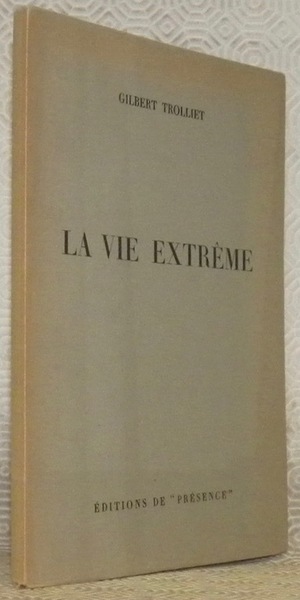 GILBERT TROLLIET
LA VIE EXTRÊME
ÉDITIONS DE "PRÉSENCE"